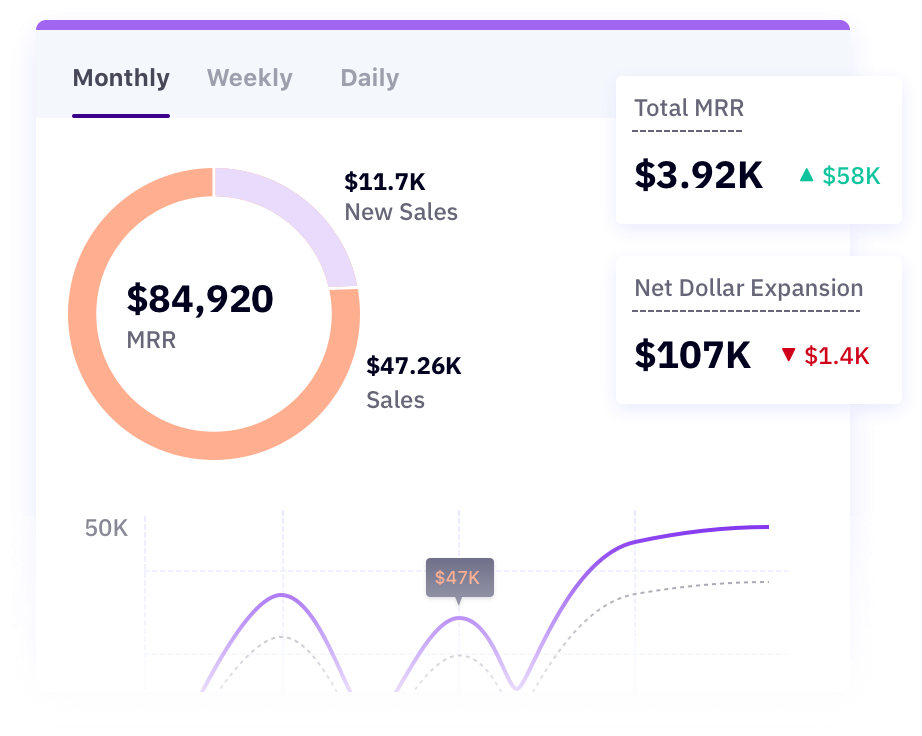 Monthly Weekly Daily
Total MRR
$3.92K ▲ $58K
$11.7K
New Sales
$84,920
MRR
Net Dollar Expansion
$107K ▼ $1.4K
$47.26K
Sales
50K
$47K